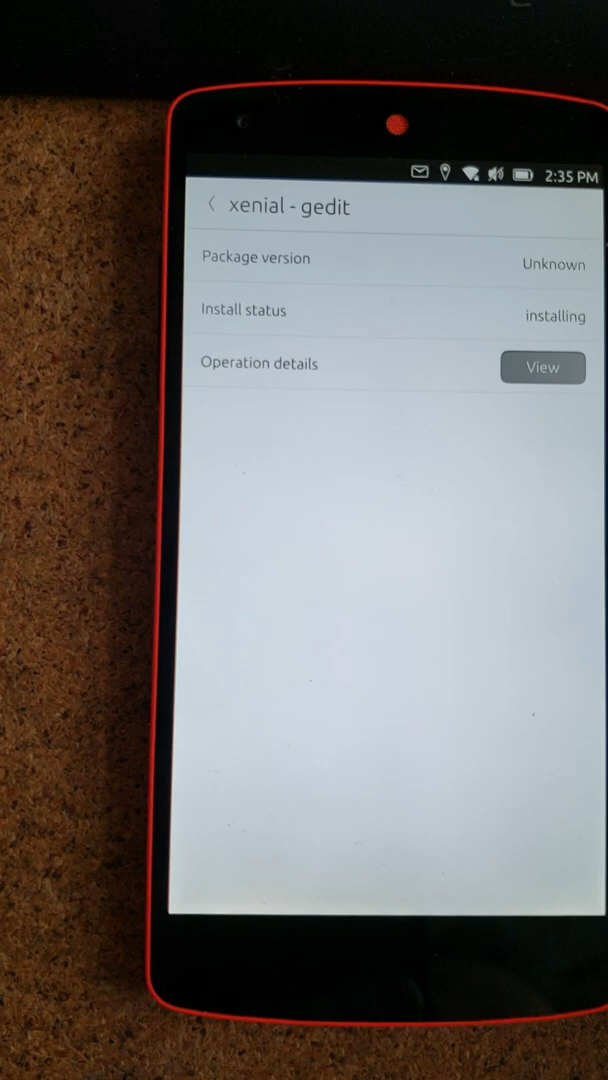 2:35 PM
xenial - gedit
Package version Unknown
Install status installing
Operation details View